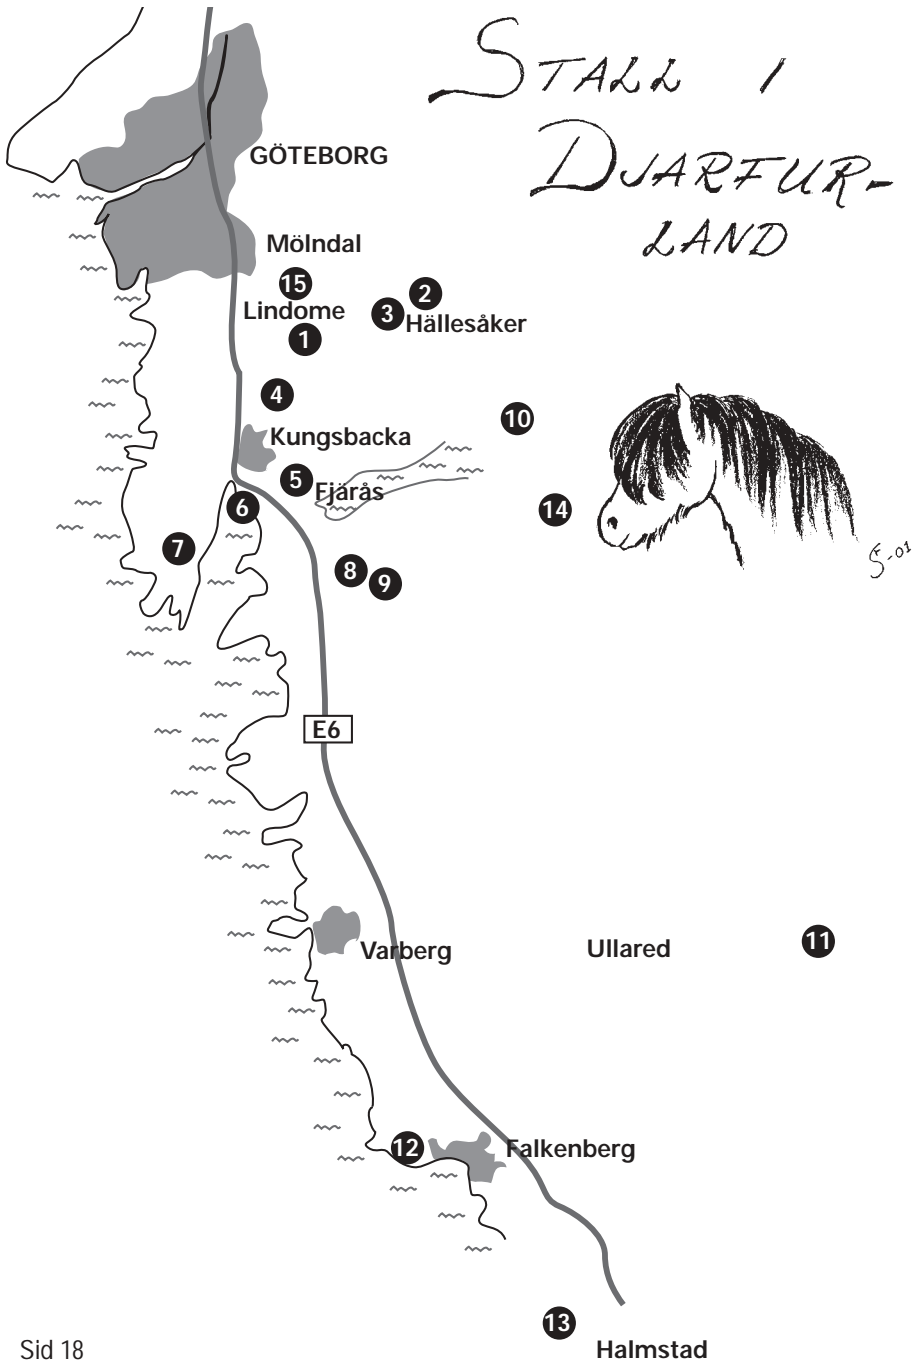 STALL I
DJARFUR-
LAND
GÖTEBORG
Mölndal
15
2
Lindome
3
Hällesåker
1
4
10
Kungsbacka
5
Fjärås
6
14
7
8
9
S-01
E6
Varberg
Ullared
11
12
Falkenberg
13
Halmstad
Sid 18